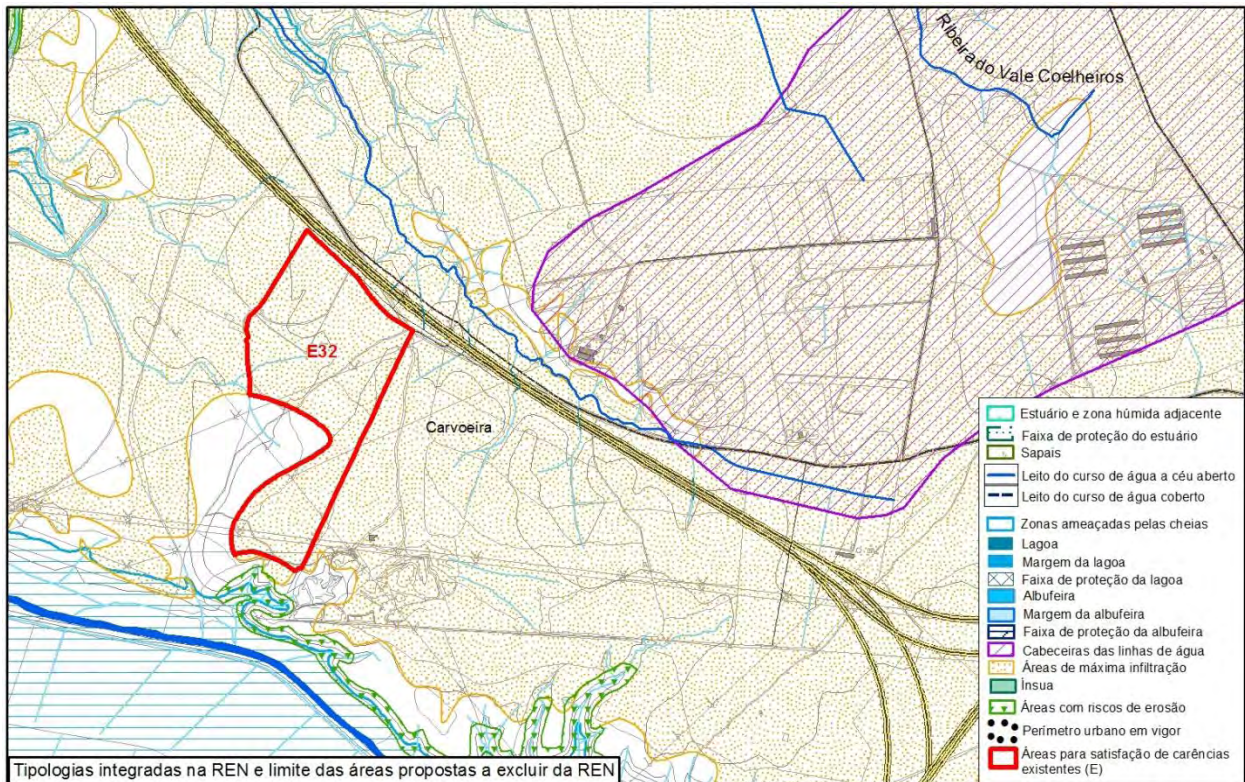 Ribeira do Vale Coelheiros
E32
Carvoeira
Estuário e zona húmida adjacente
Faixa de proteção do estuário
Sapais
Leito do curso de água a céu aberto
Leito do curso de água coberto
Zonas ameaçadas pelas cheias
Lagoa
Margem da lagoa
Faixa de proteção da lagoa
Albufeira
Margem da albufeira
Faixa de proteção da albufeira
Cabeceiras das linhas de água
Áreas de máxima infiltração
Ínsua
Áreas com riscos de erosão
Perímetro urbano em vigor
Áreas para satisfação de carências
existentes (E)
Tipologias integradas na REN e limite das áreas propostas a excluir da REN